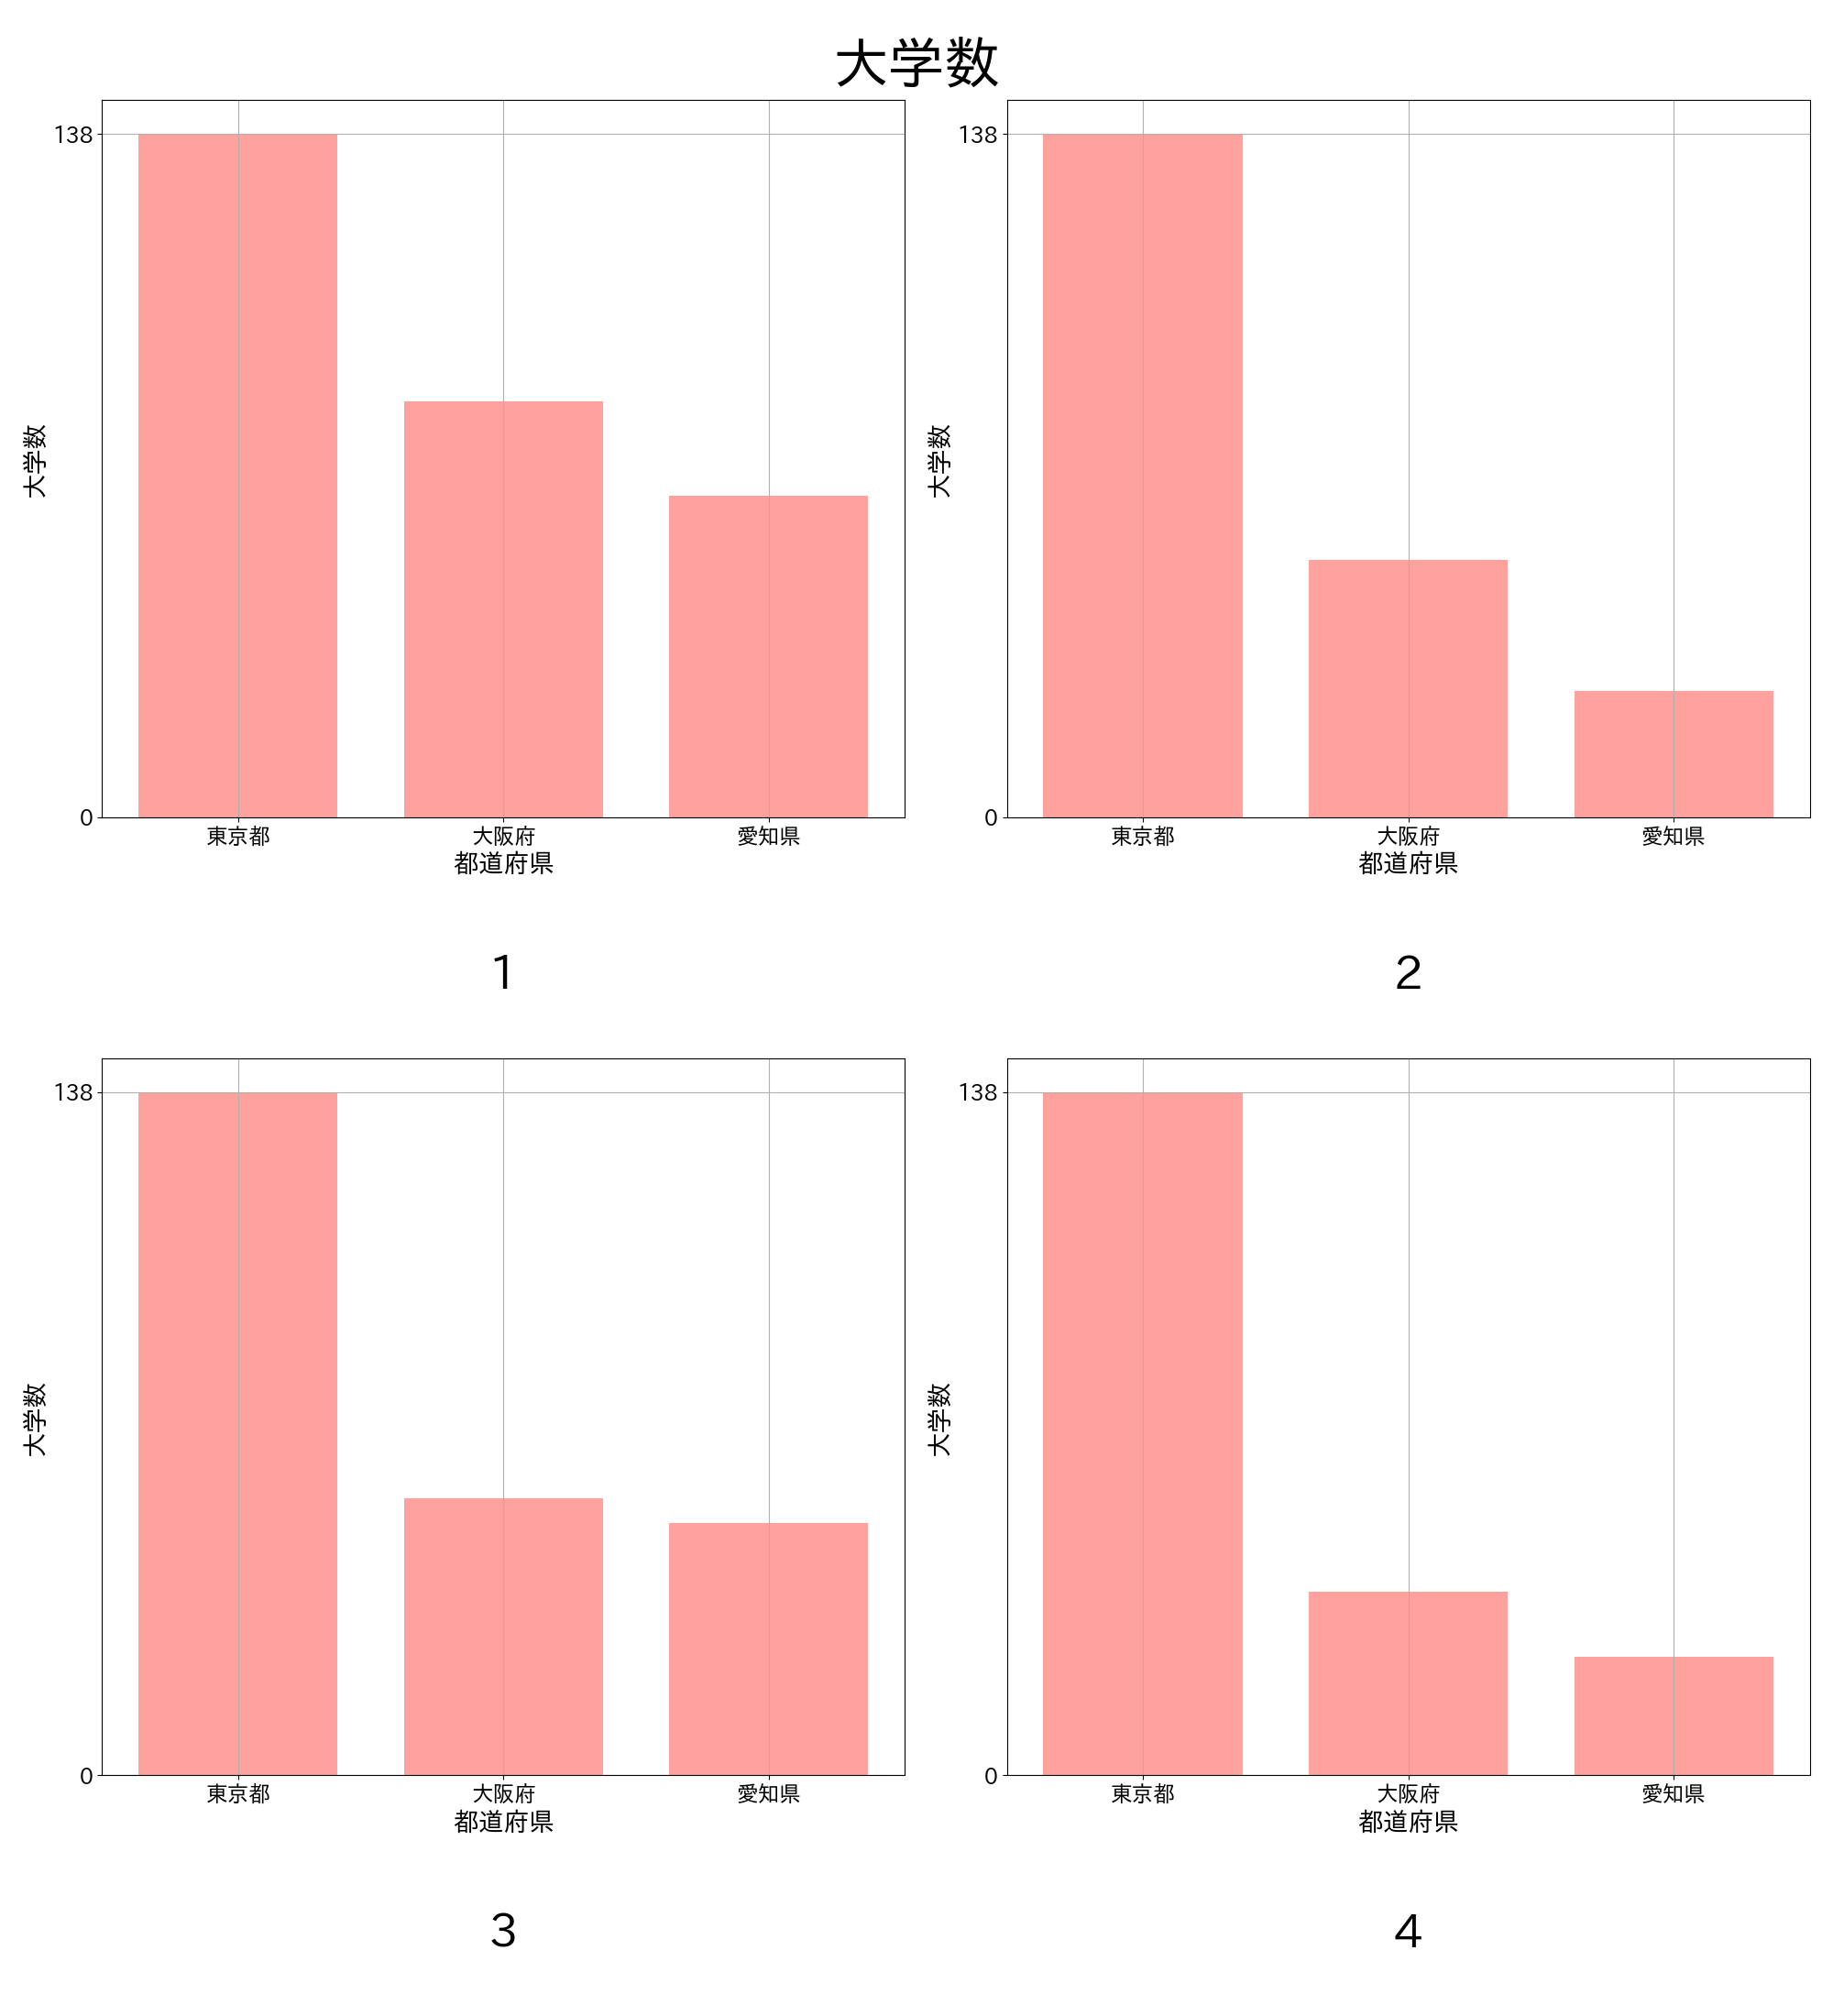 大学数
138
0
大学数
東京都 大阪府 愛知県
都道府県
1
138
0
大学数
東京都 大阪府 愛知県
都道府県
2
138
0
大学数
東京都 大阪府 愛知県
都道府県
3
138
0
大学数
東京都 大阪府 愛知県
都道府県
4